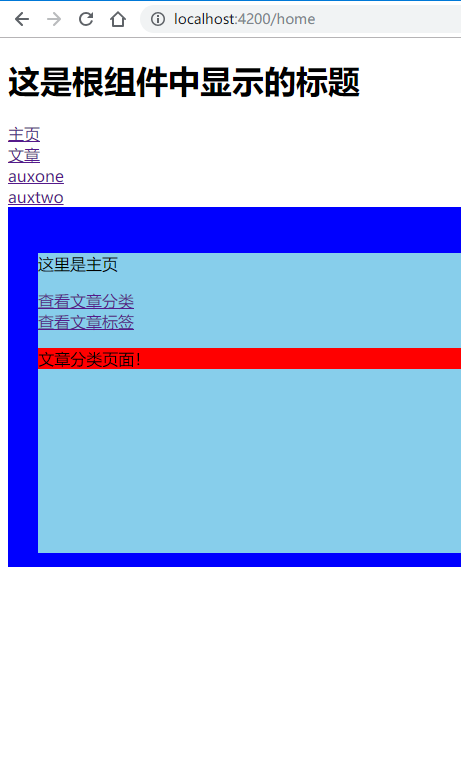 localhost:4200/home
这是根组件中显示的标题
主页
文章
auxone
auxtwo
这里是主页
查看文章分类
查看文章标签
文章分类页面！